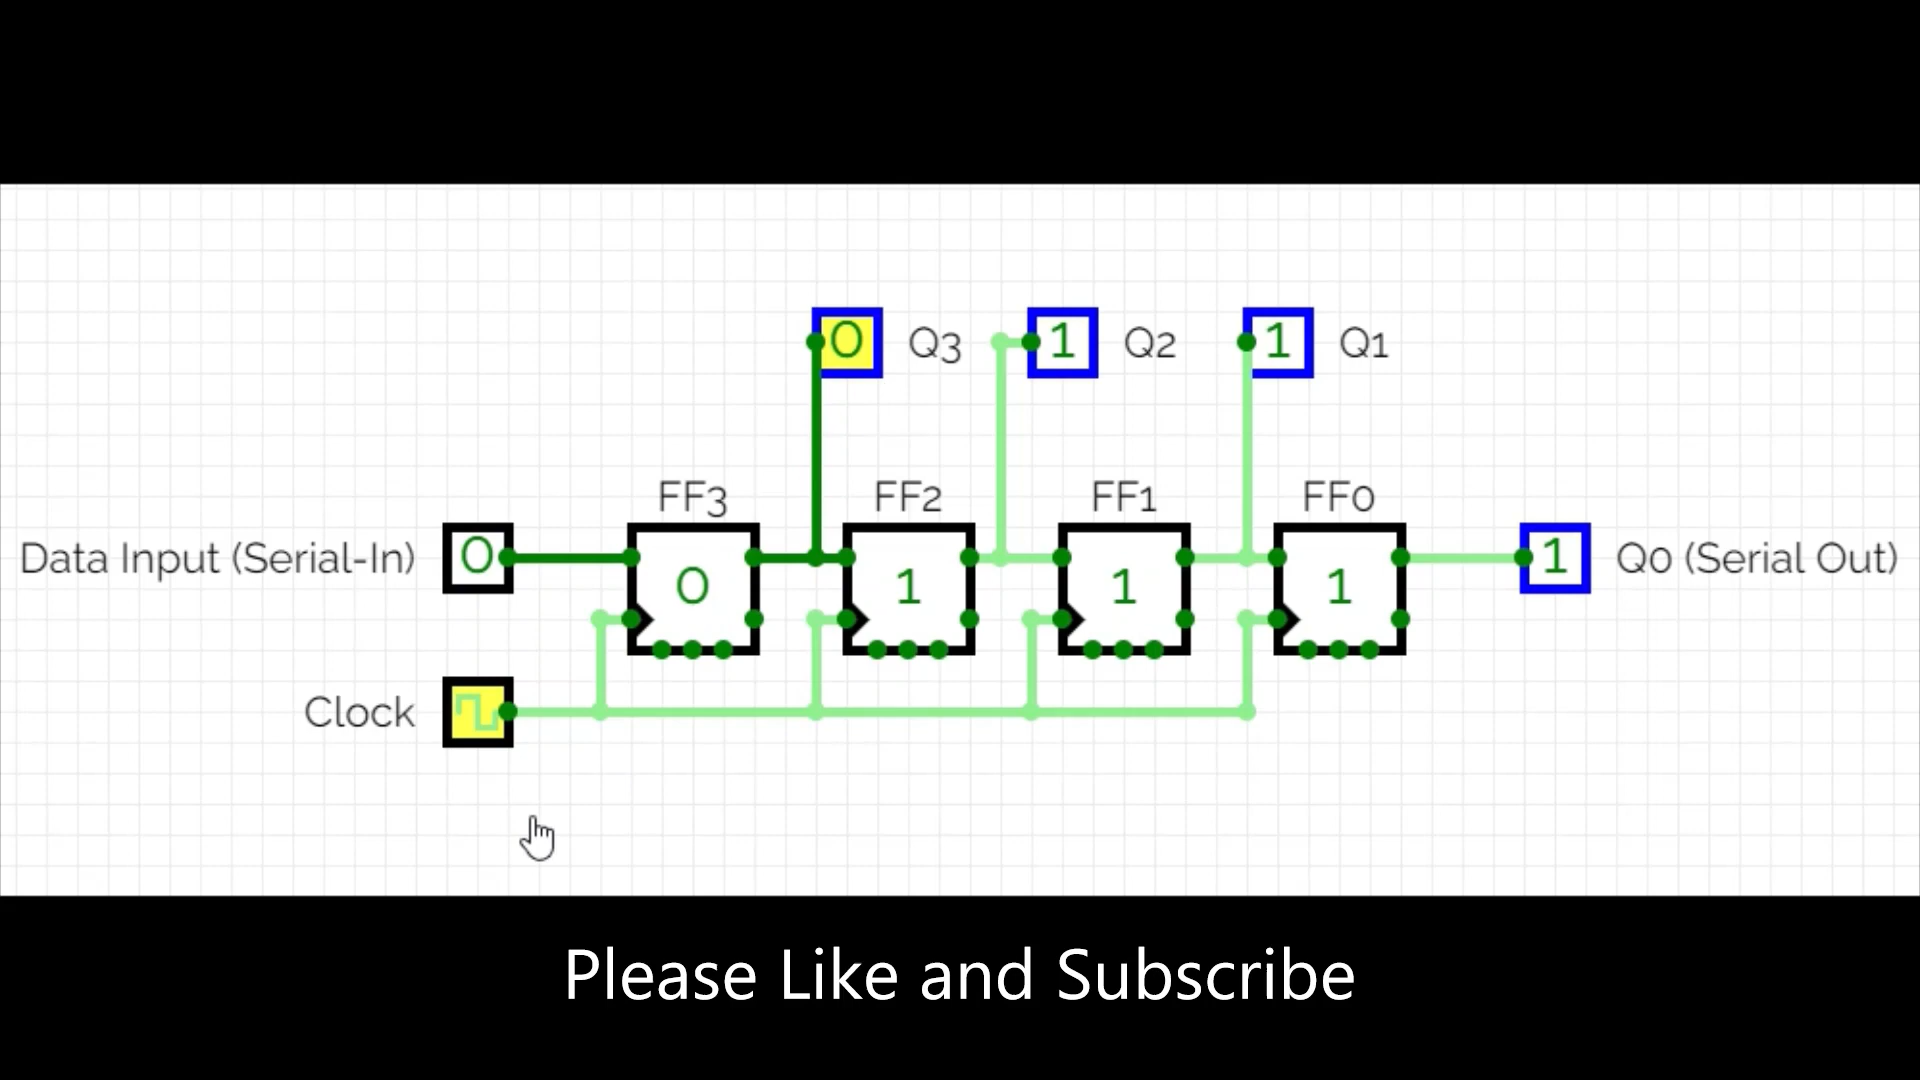 0 Q3 1 Q2 1 Q1
FF3 FF2 FF1 FF0
Data Input (Serial-In) 0 0 1 1 1 1 Q0 (Serial Out)
Clock
Please Like and Subscribe